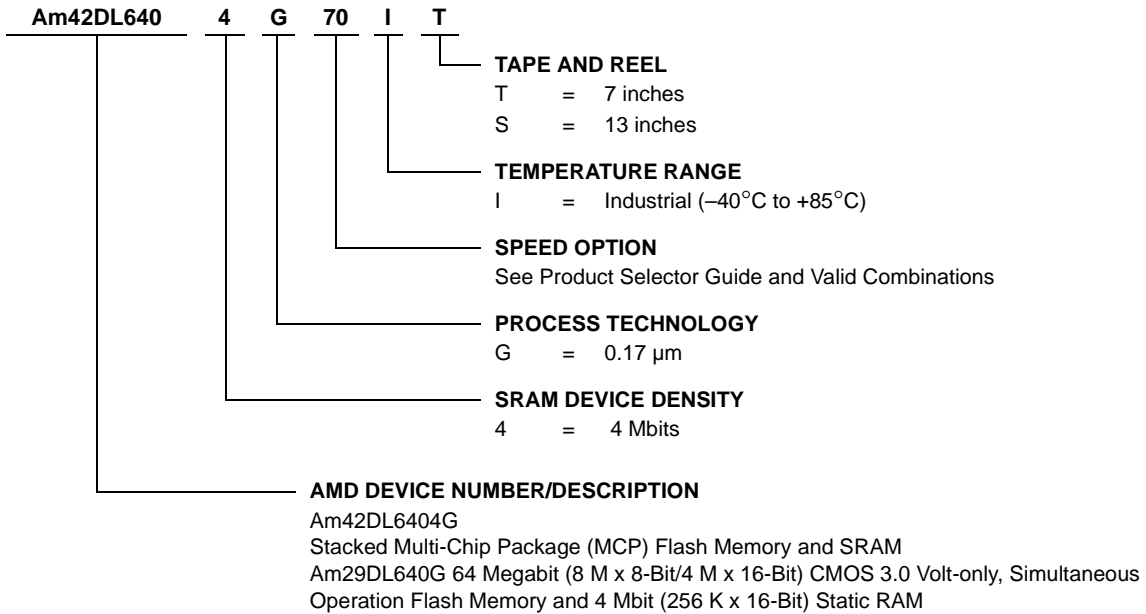 Am42DL640 4 G 70 I T
TAPE AND REEL
T = 7 inches
S = 13 inches
TEMPERATURE RANGE
I = Industrial (–40°C to +85°C)
SPEED OPTION
See Product Selector Guide and Valid Combinations
PROCESS TECHNOLOGY
G = 0.17 µm
SRAM DEVICE DENSITY
4 = 4 Mbits
AMD DEVICE NUMBER/DESCRIPTION
Am42DL6404G
Stacked Multi-Chip Package (MCP) Flash Memory and SRAM
Am29DL640G 64 Megabit (8 M x 8-Bit/4 M x 16-Bit) CMOS 3.0 Volt-only, Simultaneous
Operation Flash Memory and 4 Mbit (256 K x 16-Bit) Static RAM